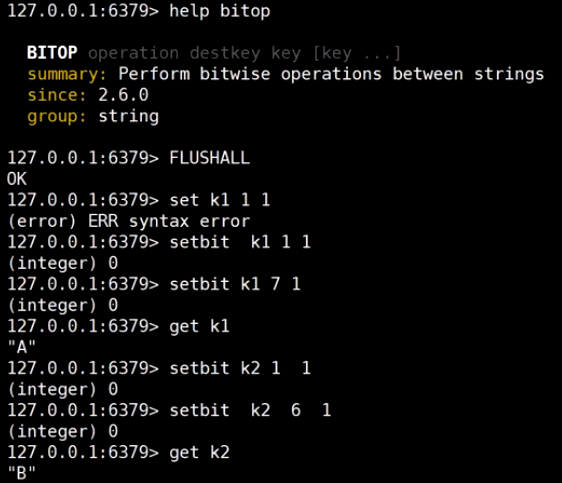 127.0.0.1:6379> help bitop
BITOP operation destkey key [key ...]
summary: Perform bitwise operations between strings
since: 2.6.0
group: string
127.0.0.1:6379> FLUSHALL
OK
127.0.0.1:6379> set k1 1 1
(error) ERR syntax error
127.0.0.1:6379> setbit  k1 1 1
(integer) 0
127.0.0.1:6379> setbit k1 7 1
(integer) 0
127.0.0.1:6379> get k1
"A"
127.0.0.1:6379> setbit k2 1  1
(integer) 0
127.0.0.1:6379> setbit  k2  6  1
(integer) 0
127.0.0.1:6379> get k2
"B"